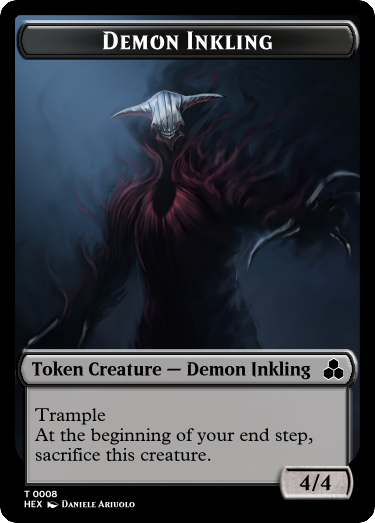 Demon Inkling
Token Creature — Demon Inkling
Trample
At the beginning of your end step,
sacrifice this creature.
4/4
T 0008
HEX Daniele Ariuolo